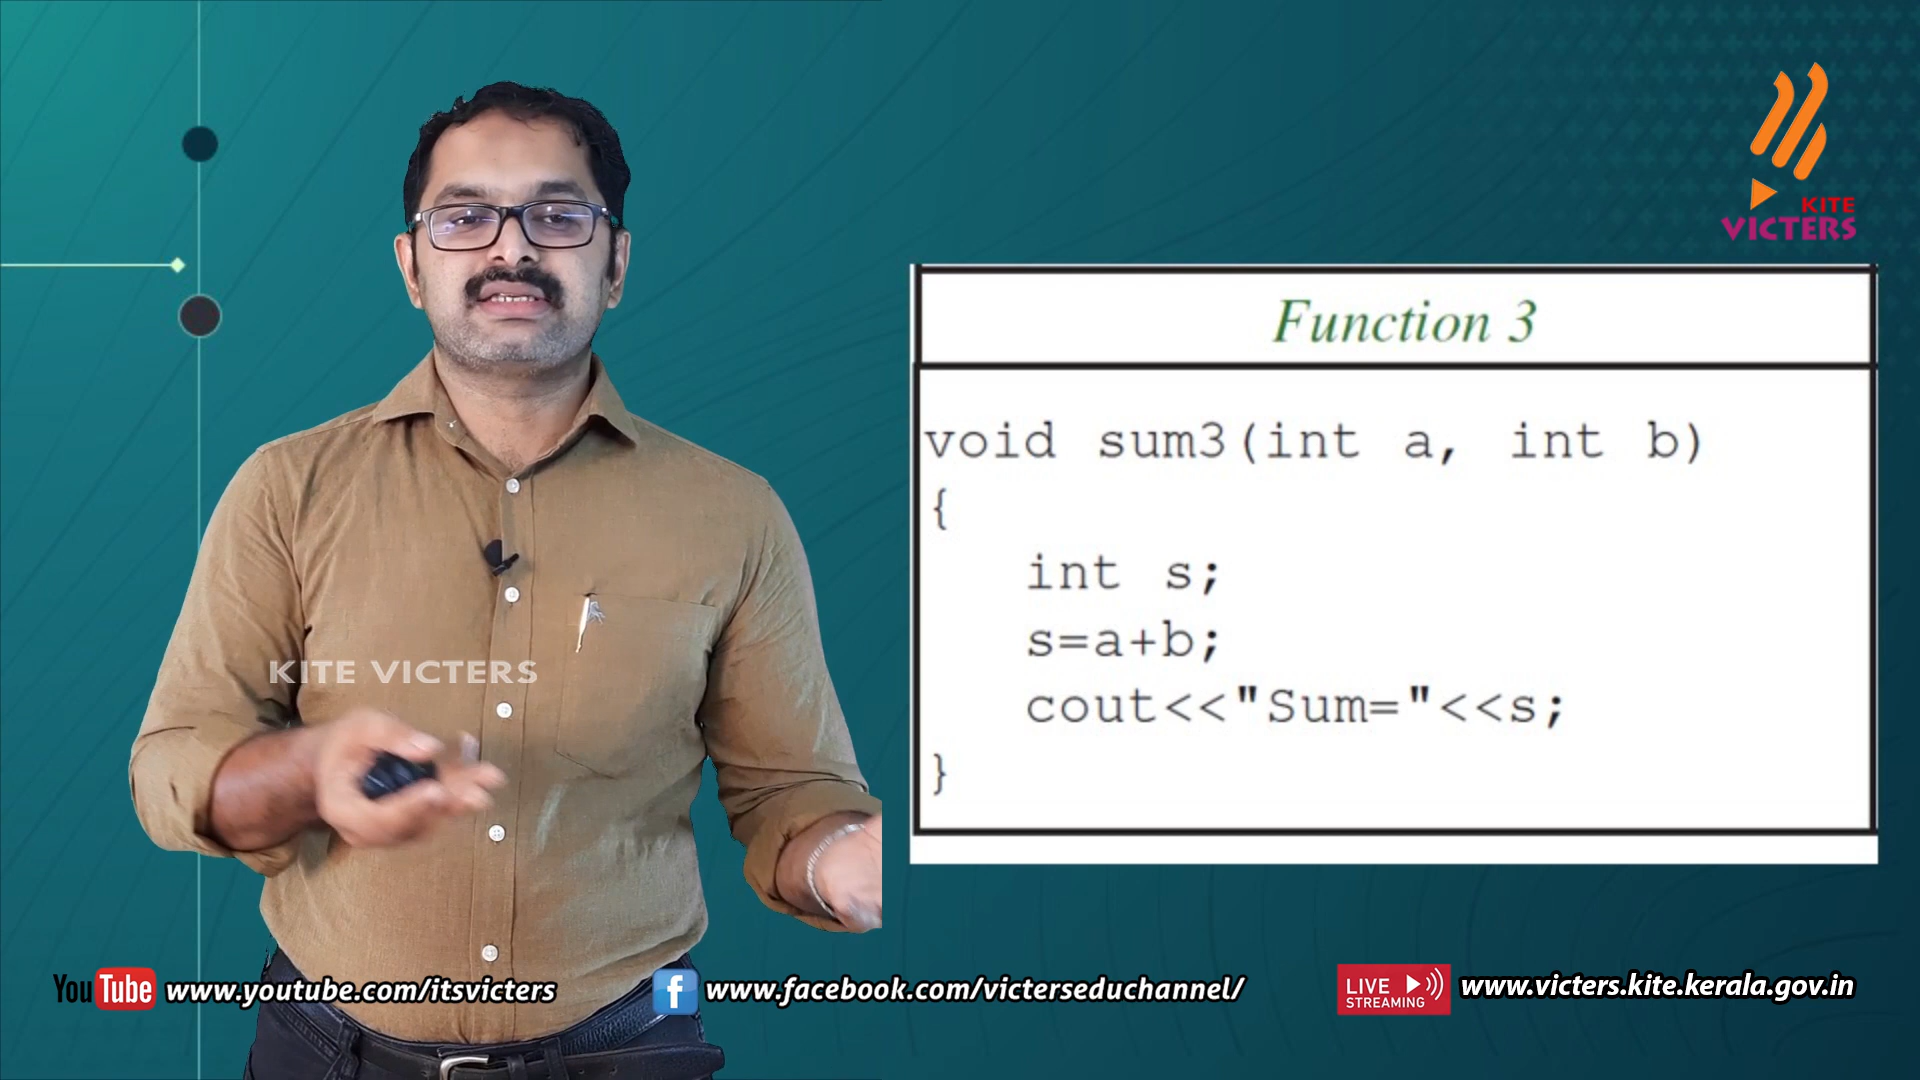 KITE
VICTERS
Function 3
void sum3(int a, int b)
{
int s;
s=a+b;
cout<<"Sum="<<s;
}
KITE VICTERS
YouTube www.youtube.com/itsvicters
f www.facebook.com/victerseduchannel/
LIVE STREAMING www.victers.kite.kerala.gov.in